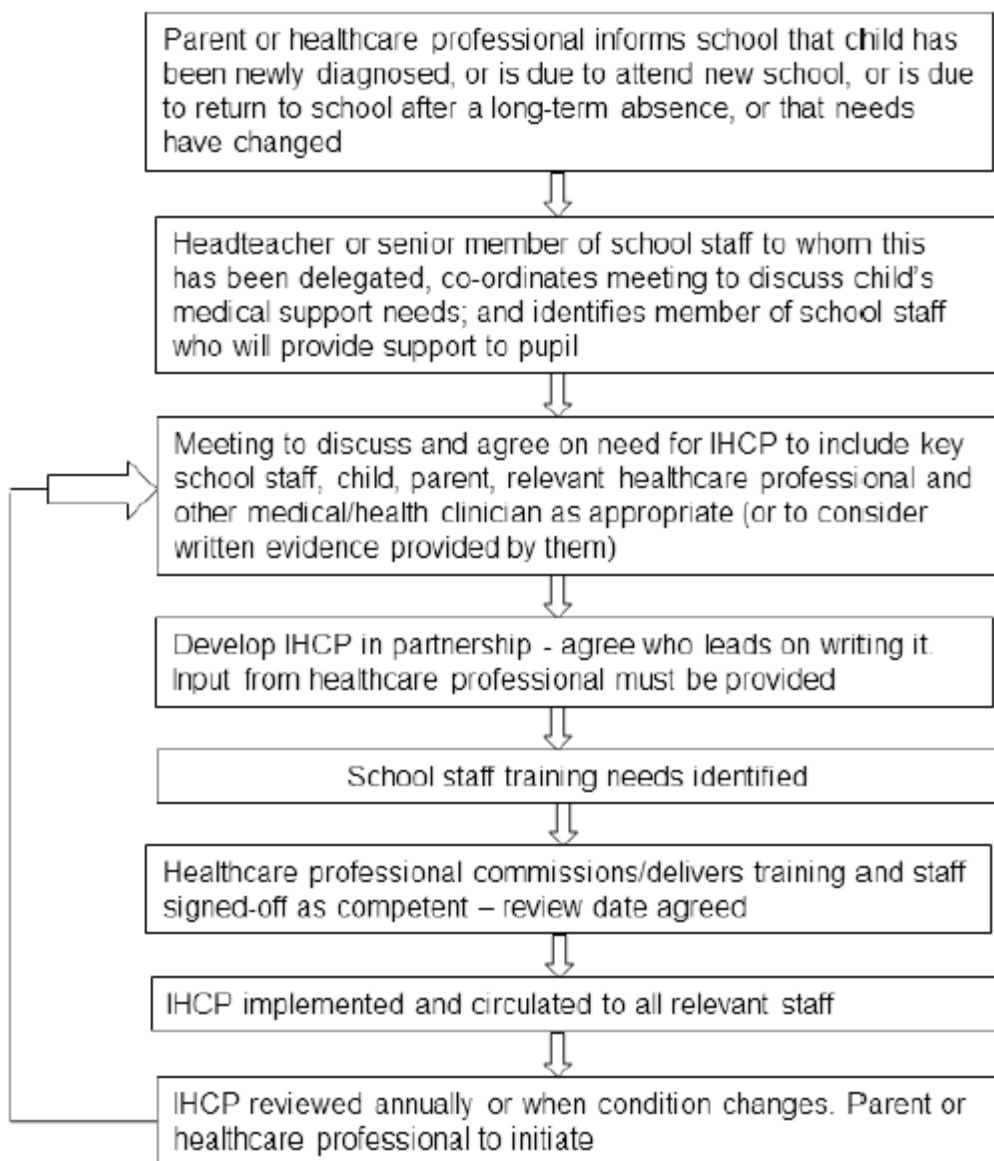 Parent or healthcare professional informs school that child has
been newly diagnosed, or is due to attend new school, or is due
to return to school after a long-term absence, or that needs
have changed
Headteacher or senior member of school staff to whom this
has been delegated, co-ordinates meeting to discuss child's
medical support needs; and identifies member of school staff
who will provide support to pupil
Meeting to discuss and agree on need for IHCP to include key
school staff, child, parent, relevant healthcare professional and
other medical/health clinician as appropriate (or to consider
written evidence provided by them)
Develop IHCP in partnership - agree who leads on writing it.
Input from healthcare professional must be provided
School staff training needs identified
Healthcare professional commissions/delivers training and staff
signed-off as competent – review date agreed
IHCP implemented and circulated to all relevant staff
IHCP reviewed annually or when condition changes. Parent or
healthcare professional to initiate